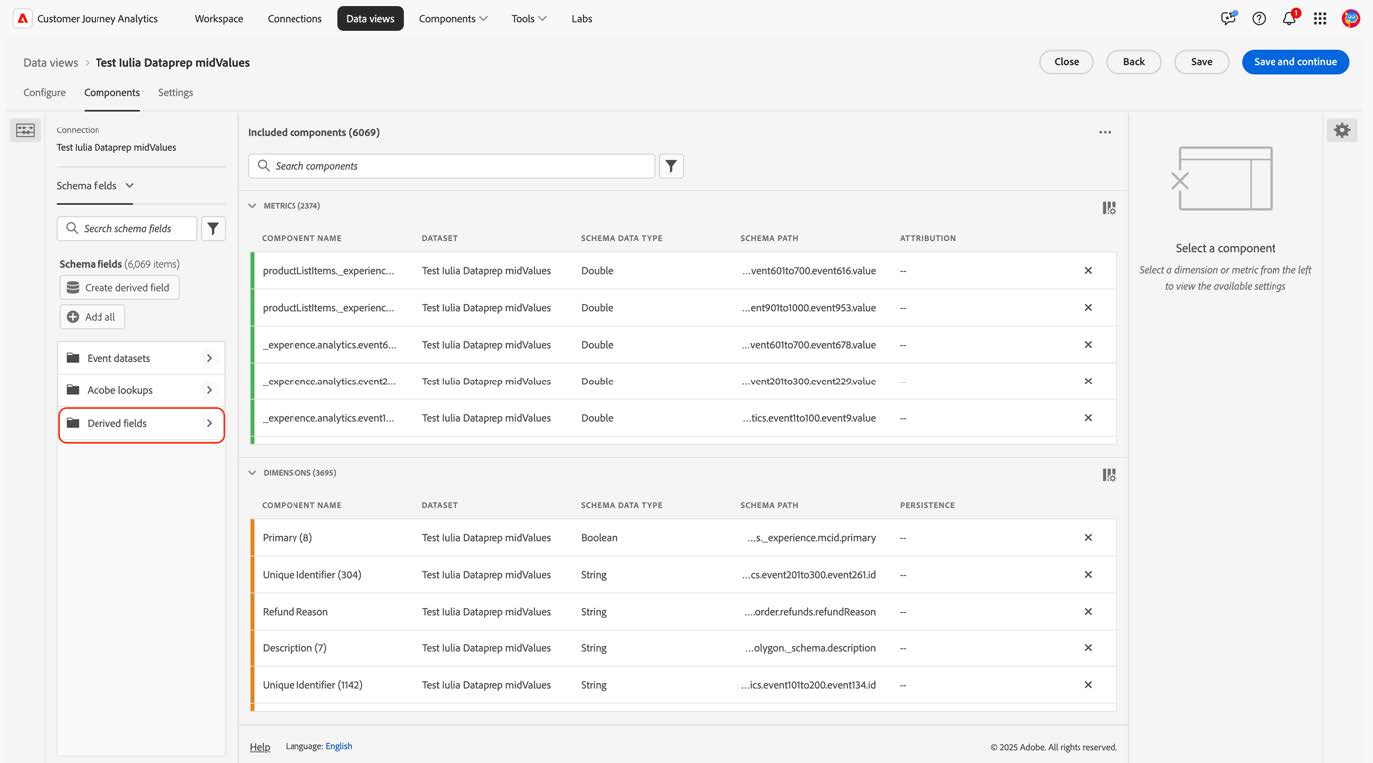 Customer Journey Analytics
Workspace
Connections
Data views
Components
Tools
Labs
1
Data views > Test Iulia Dataprep midValues
Close
Back
Save
Save and continue
Configure
Components
Settings
Connection
Test Iulia Dataprep midValues
Schema fields
Serch schema fields
Schema fields (6,069 items)
Create derived field
Add all
Event datasets
Acobe lookups
Derived fields
Included components (6069)
Search components
METRICS (2374)
COMPONENT NAME DATASET SCHEMA DATA TYPE SCHEMA PATH ATTRIBUTION
productListItems._experienc... Test Iulia Dataprep midValues Double ...vent601to700.event616.value --
productListItems._experienc... Test Iulia Dataprep midValues Double ...ent901to1000.event953.value --
_experience.analytics.event6... Test Iulia Dataprep midValues Double ...vent601to700.event678.value --
_experience.analytics.event2... Test Iulia Dataprep midValues Double ...vent201to300.event229.value --
_experience.analytics.event1... Test Iulia Dataprep midValues Double ...tics.event1to100.event9.value --
DIMENSIONS (3695)
COMPONENT NAME DATASET SCHEMA DATA TYPE SCHEMA PATH PERSISTENCE
Primary (8) Test Iulia Dataprep midValues Boolean ...s._experience.mcid.primary --
Unique Identifier (304) Test Iulia Dataprep midValues String ...cs.event201to300.event261.id --
Refund Reason Test Iulia Dataprep midValues String ....order.refunds.refundReason --
Description (7) Test Iulia Dataprep midValues String ...olygon._schema.description --
Unique Identifier (1142) Test Iulia Dataprep midValues String ...ics.event101to200.event134.id --
Select a component
Select a dimension or metric from the left
to view the available settings
Help
Language: English
© 2025 Adobe. All rights reserved.